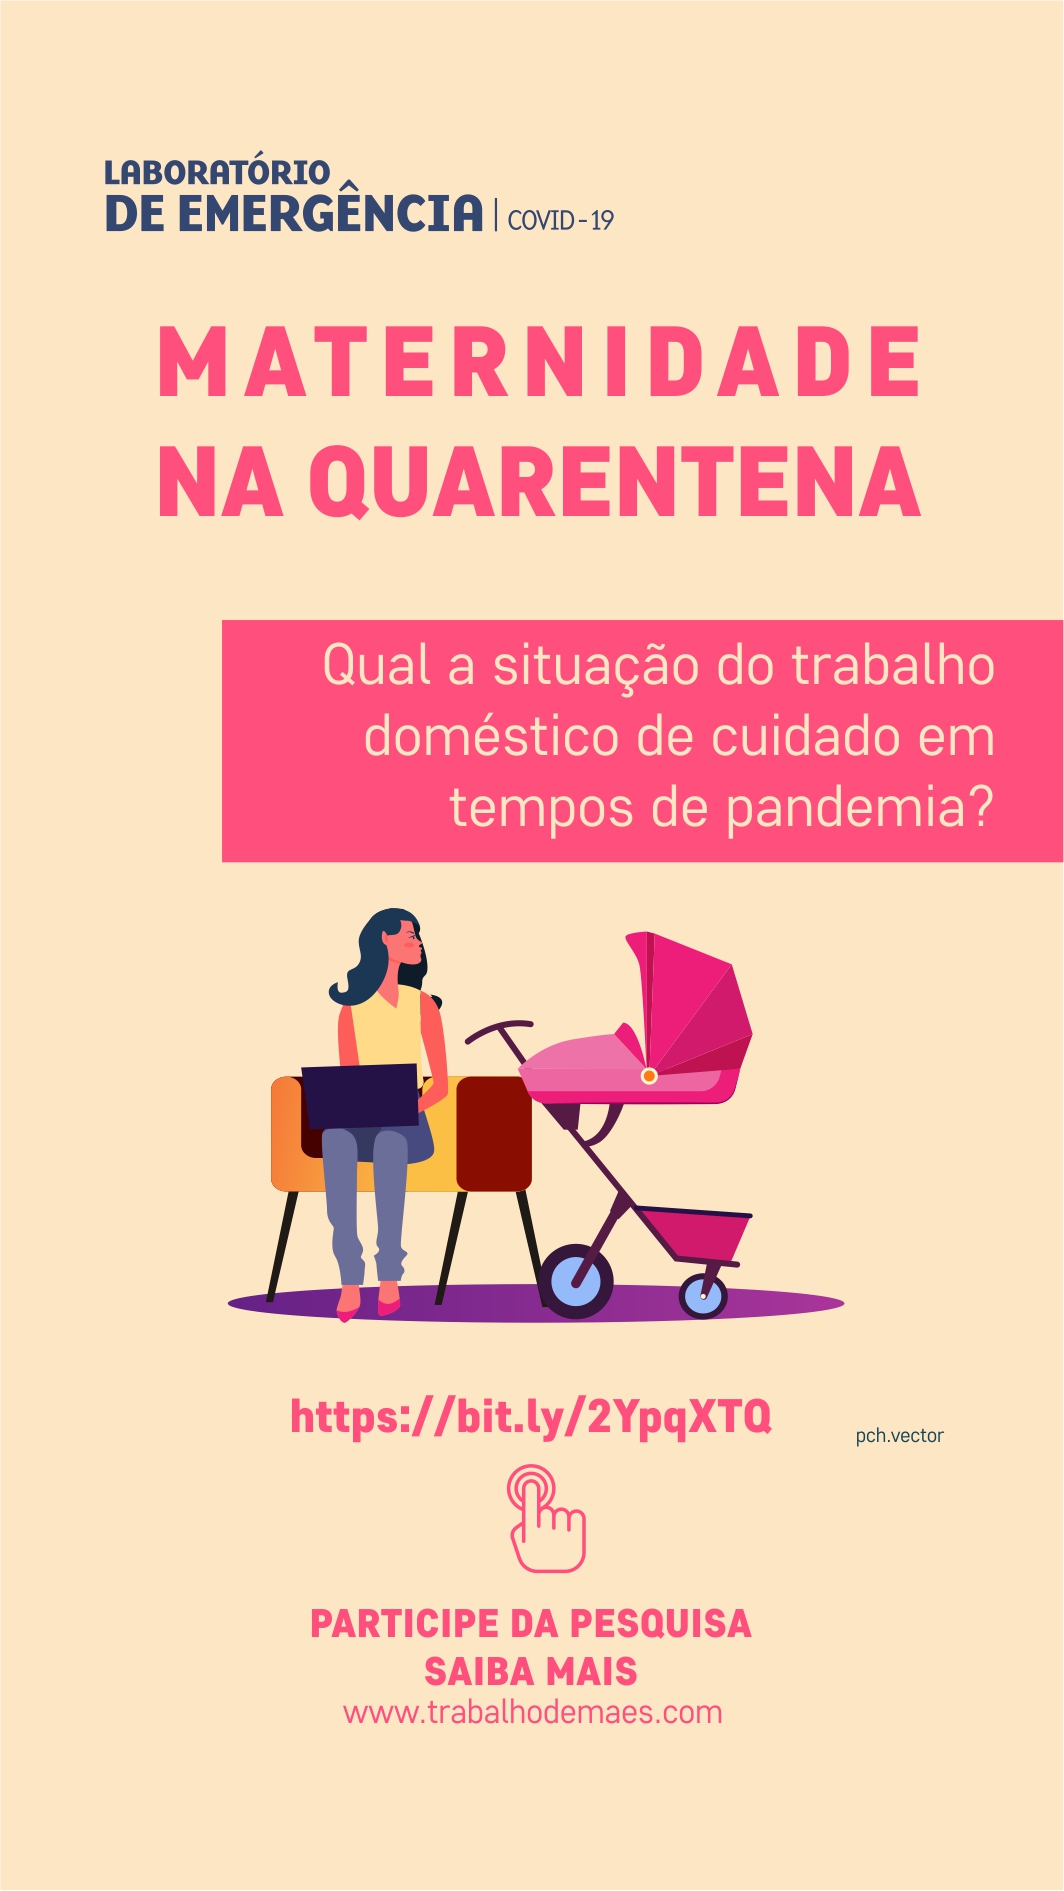 LABORATÓRIO
DE EMERGÊNCIA | COVID-19
MATERNIDADE
NA QUARENTENA
Qual a situação do trabalho
doméstico de cuidado em
tempos de pandemia?
https://bit.ly/2YpqXTQ
pch.vector
PARTICIPE DA PESQUISA
SAIBA MAIS
www.trabalhodemaes.com